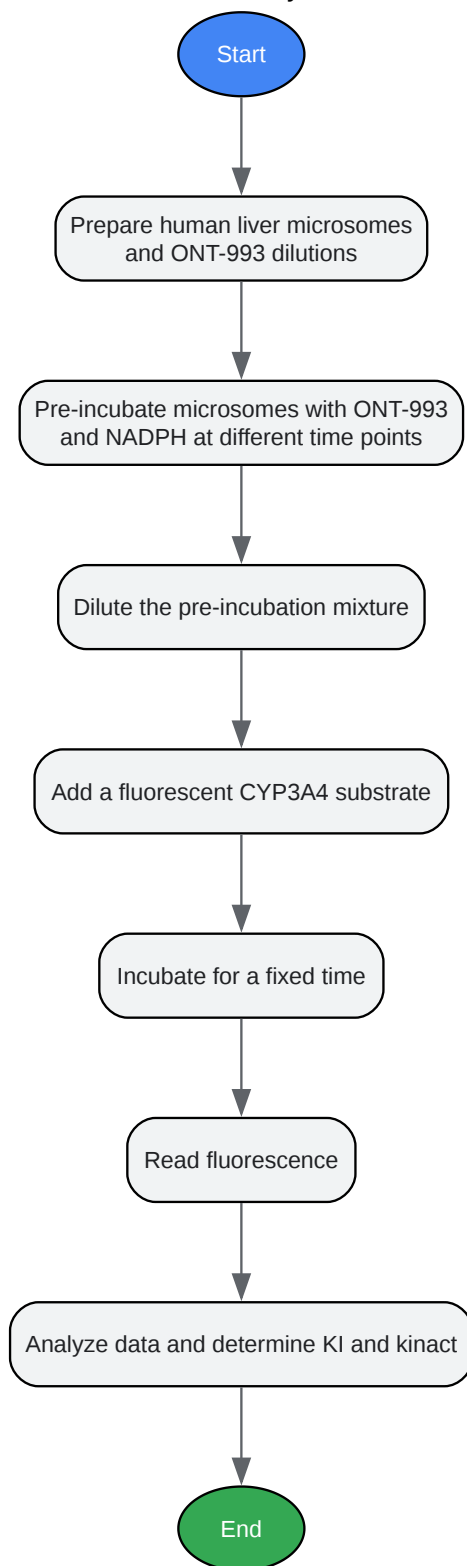 Start
Prepare human liver microsomes
and ONT-993 dilutions
Pre-incubate microsomes with ONT-993
and NADPH at different time points
Dilute the pre-incubation mixture
Add a fluorescent CYP3A4 substrate
Incubate for a fixed time
Read fluorescence
Analyze data and determine KI and kinact
End